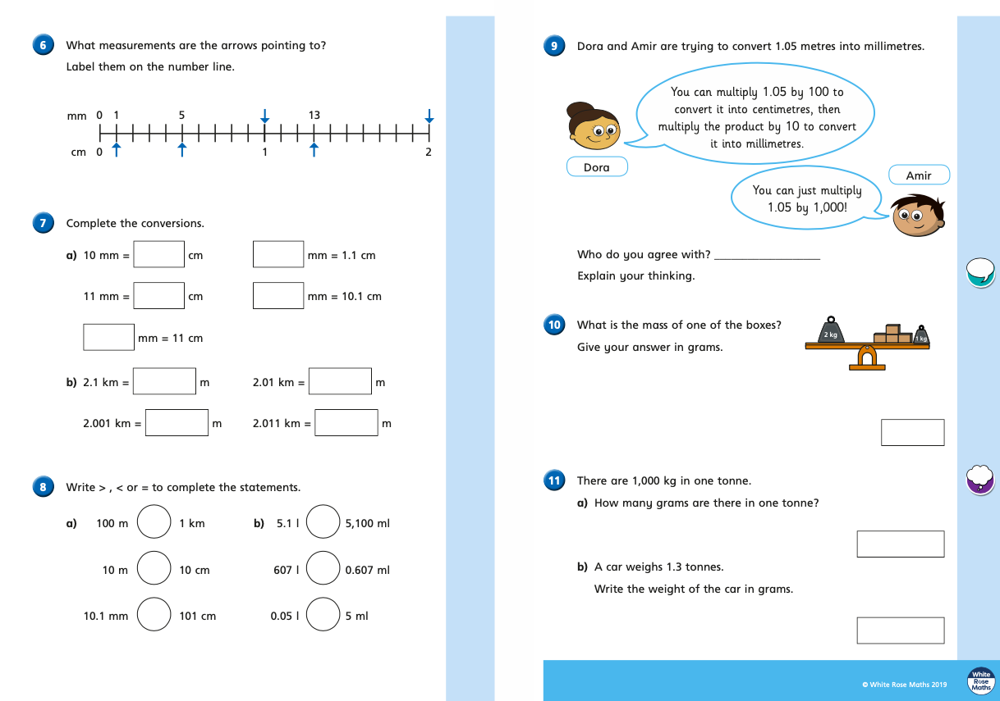 6 What measurements are the arrows pointing to?
Label them on the number line.
mm 0 1 5 13
cm 0 1 2
7 Complete the conversions.
a) 10 mm = cm mm = 1.1 cm
11 mm = cm mm = 10.1 cm
mm = 11 cm
b) 2.1 km = m 2.01 km = m
2.001 km = m 2.011 km = m
8 Write > , < or = to complete the statements.
a) 100 m 1 km b) 5.1 l 5,100 ml
10 m 10 cm 607 l 0.607 ml
10.1 mm 101 cm 0.05 l 5 ml
9 Dora and Amir are trying to convert 1.05 metres into millimetres.
You can multiply 1.05 by 100 to
convert it into centimetres, then
multiply the product by 10 to convert
it into millimetres.
Dora
Amir
You can just multiply
1.05 by 1,000!
Who do you agree with? ___________________
Explain your thinking.
10 What is the mass of one of the boxes?
Give your answer in grams.
2 kg
1 kg
11 There are 1,000 kg in one tonne.
a) How many grams are there in one tonne?
b) A car weighs 1.3 tonnes.
Write the weight of the car in grams.
© White Rose Maths 2019
White
Rose
Maths